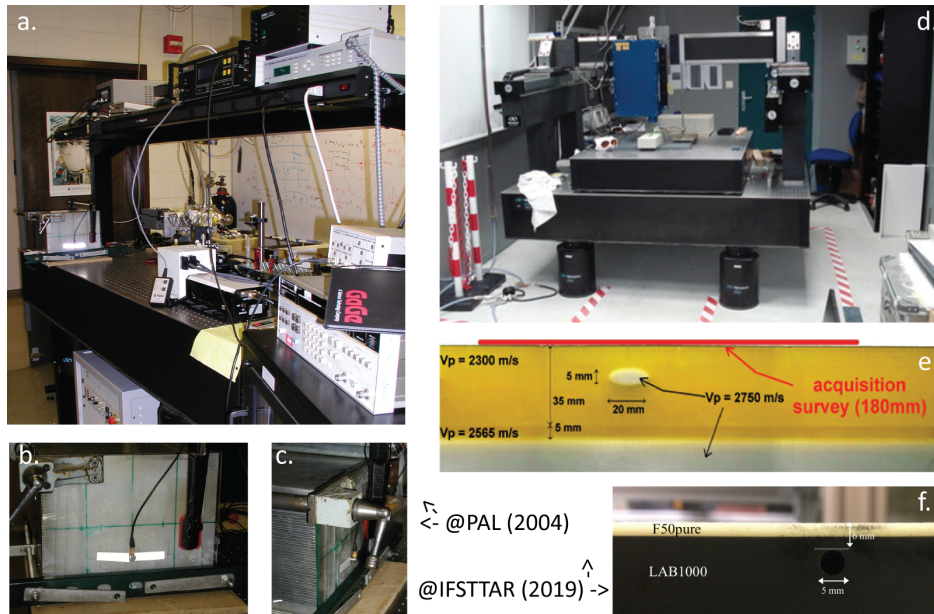 a.
GaGe
b.
c.
<- @PAL (2004)
@IFSTTAR (2019) ->
d.
Vp = 2300 m/s
e.
5 mm
Vp = 2750 m/s
acquisition
survey (180mm)
35 mm
20 mm
5 mm
Vp = 2565 m/s
f.
F50pure
6 mm
LAB1000
5 mm